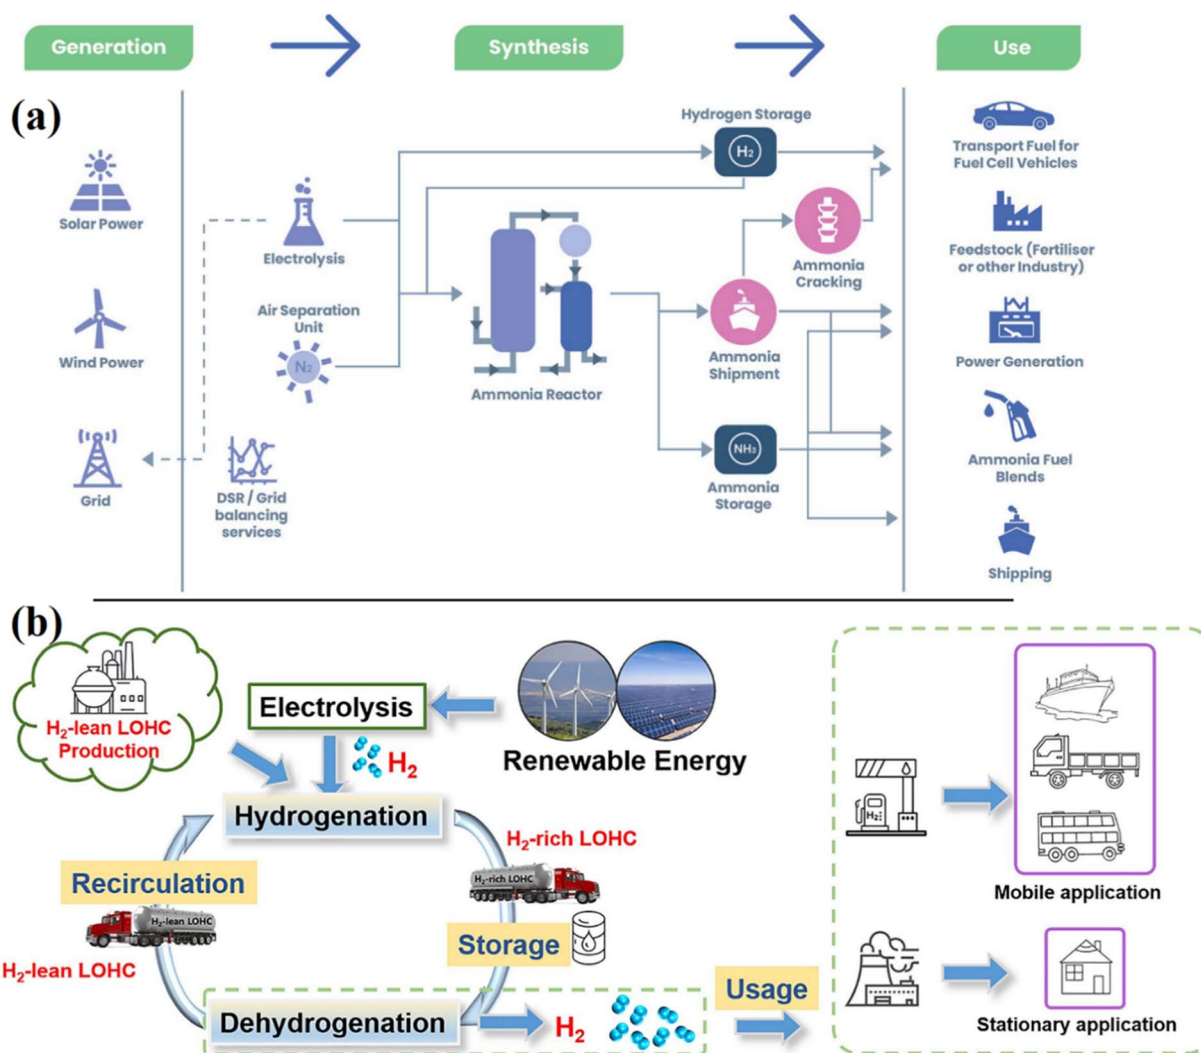 Generation
Synthesis
Use
(a)
Solar Power
Wind Power
Grid
Electrolysis
Air Separation
Unit
N₂
DSR / Grid
balancing
services
Ammonia Reactor
Hydrogen Storage
H₂
Ammonia
Cracking
Ammonia
Shipment
NH₃
Ammonia
Storage
Transport Fuel for
Fuel Cell Vehicles
Feedstock (Fertiliser
or other Industry)
Power Generation
Ammonia Fuel
Blends
Shipping
(b)
H₂-lean LOHC
Production
Electrolysis
H₂
Renewable Energy
Hydrogenation
H₂-rich LOHC
H₂-rich LOHC
Recirculation
H₂-lean LOHC
H₂-lean LOHC
Storage
Dehydrogenation
H₂
Usage
H₂
Mobile application
Stationary application